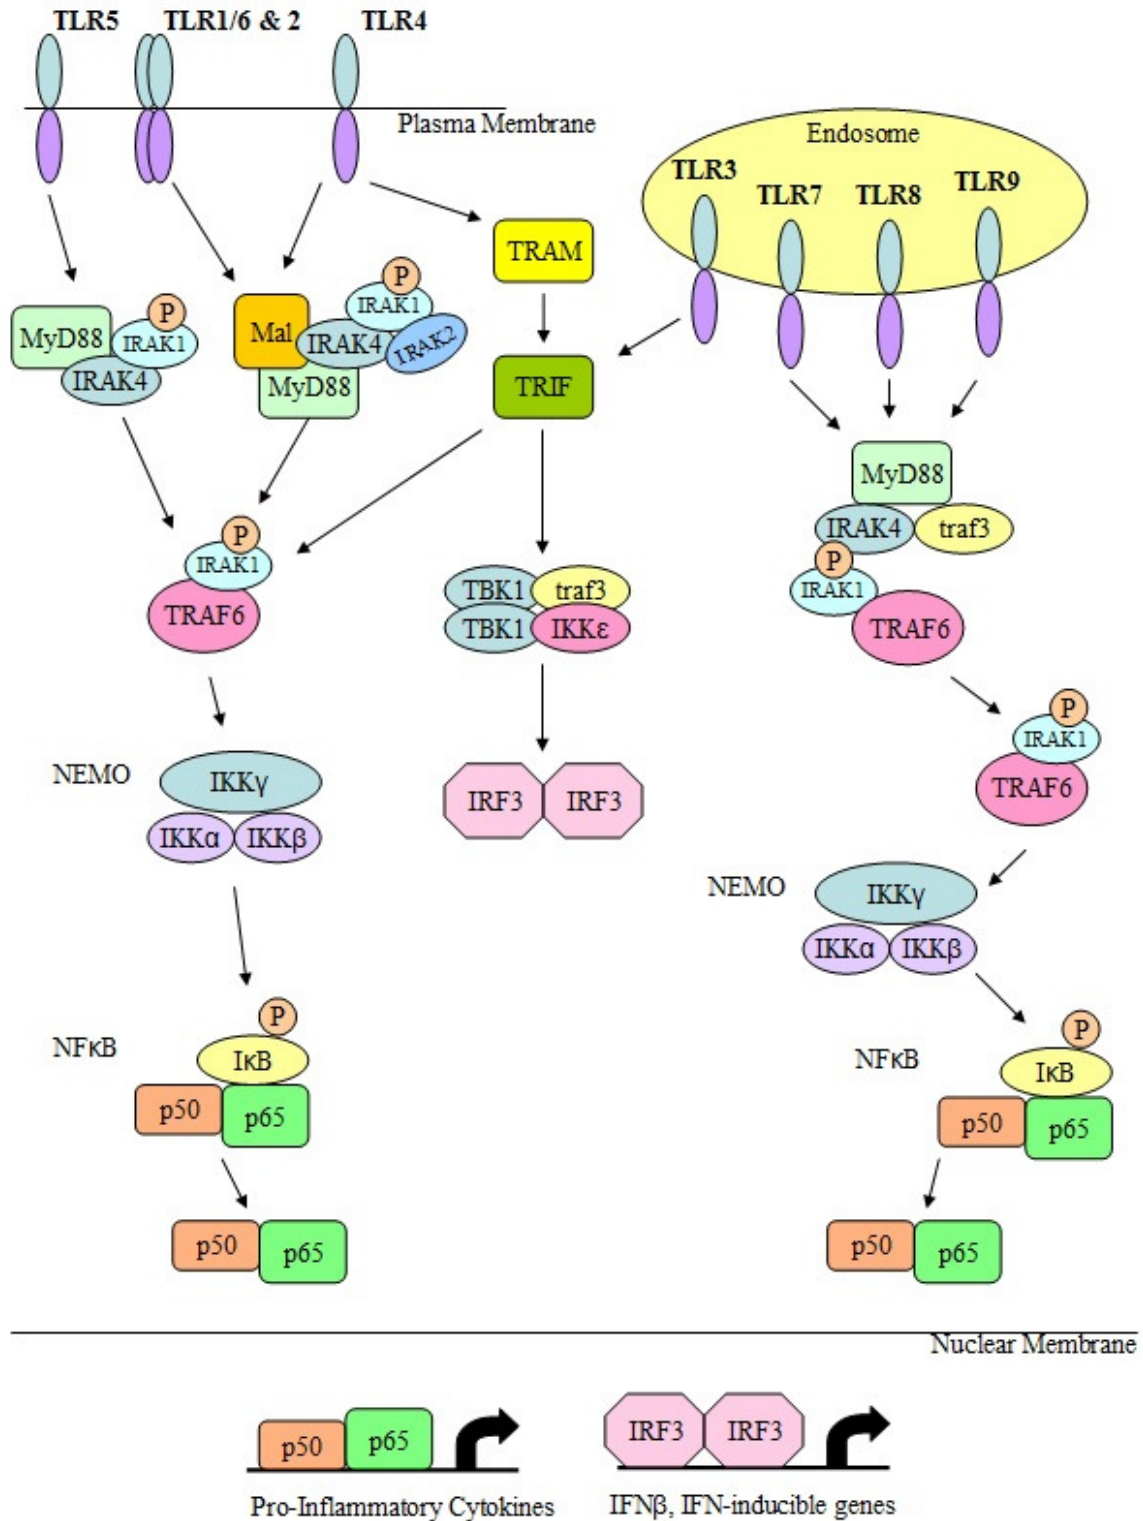 TLR5 TLR1/6 & 2 TLR4
Plasma Membrane
Endosome
TLR3
TLR7 TLR8 TLR9
TRAM
MyD88 P IRAK1
IRAK4
Mal P IRAK1
IRAK4 IRAK2
MyD88
TRIF
MyD88
IRAK4 traf3
P
IRAK1
TRAF6
P
IRAK1
TRAF6
TBK1 traf3
TBK1 IKKε
P
IRAK1
TRAF6
NEMO IKKγ
IKKα IKKβ
IRF3 IRF3
NEMO IKKγ
IKKα IKKβ
P
NFκB IκB
p50 p65
P
NFκB IκB
p50 p65
p50 p65
p50 p65
Nuclear Membrane
p50 p65
IRF3 IRF3
Pro-Inflammatory Cytokines
IFNβ, IFN-inducible genes